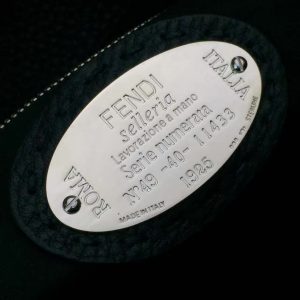 FENDI
Selleria
Lavorazione a mano
Serie numerata
N°49 -40- 11433
1925
ROMA
ITALIA
MADE IN ITALY